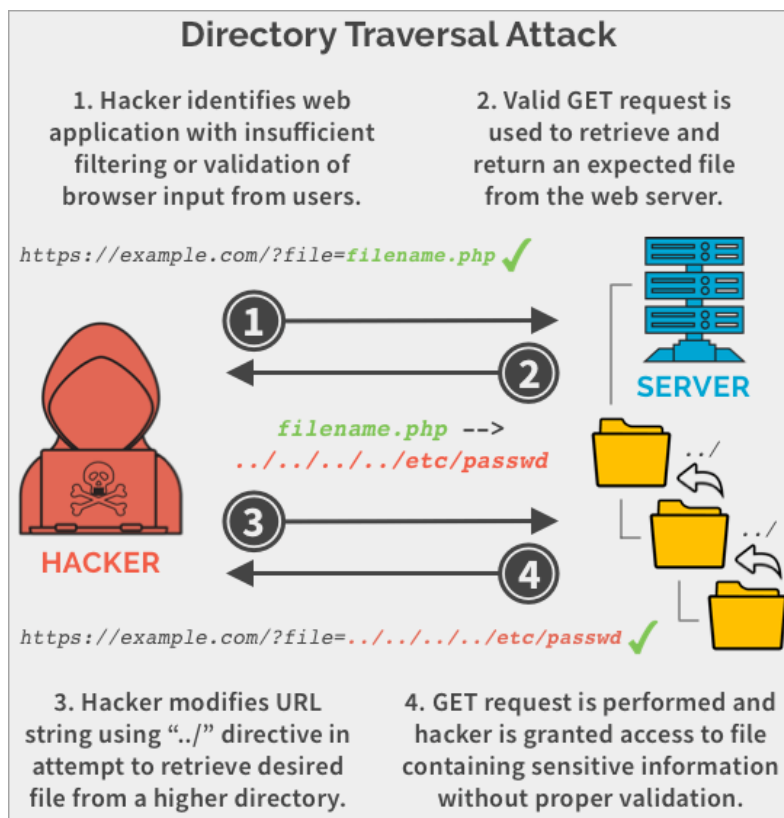 Directory Traversal Attack
1. Hacker identifies web
application with insufficient
filtering or validation of
browser input from users.
2. Valid GET request is
used to retrieve and
return an expected file
from the web server.
https://example.com/?file=filename.php
1
2
SERVER
filename.php -->
../../../../etc/passwd
../
../
3
4
HACKER
https://example.com/?file=../../../../etc/passwd
3. Hacker modifies URL
string using “../” directive in
attempt to retrieve desired
file from a higher directory.
4. GET request is performed and
hacker is granted access to file
containing sensitive information
without proper validation.